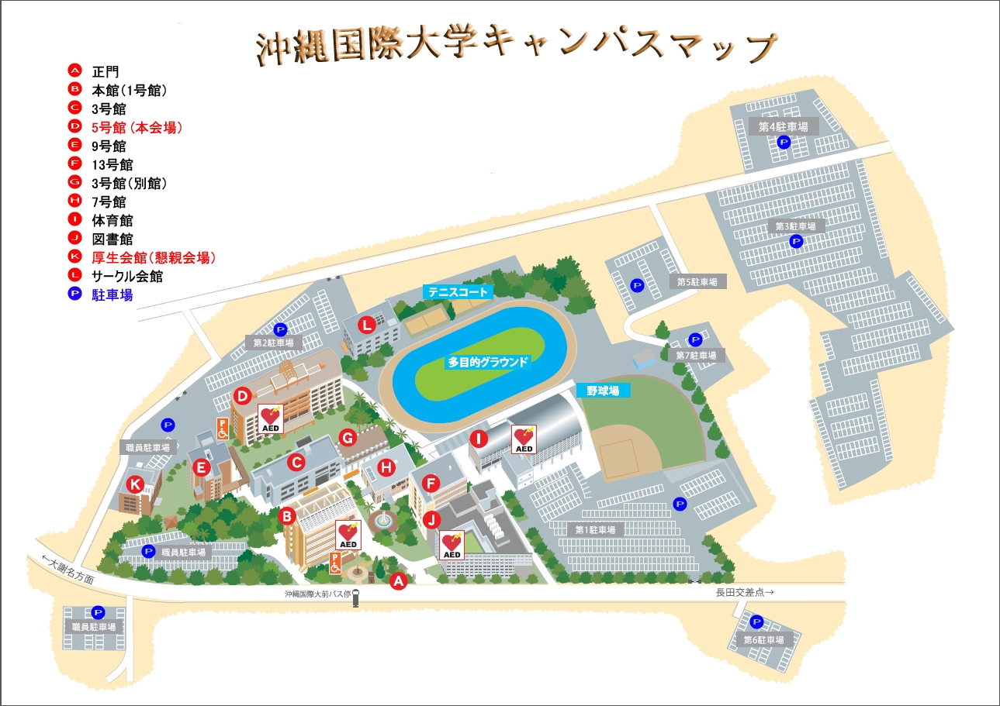 沖縄国際大学キャンパスマップ
A 正門
B 本館(1号館)
C 3号館
D 5号館(本会場)
E 9号館
F 13号館
G 3号館(別館)
H 7号館
I 体育館
J 図書館
K 厚生会館(懇親会場)
L サークル会館
P 駐車場
第4駐車場
P
第3駐車場
P
第5駐車場
P
テニスコート
L
P
第2駐車場
P
第7駐車場
多目的グラウンド
野球場
D
AED
P
P
職員駐車場
G
I
AED
E
C
H
K
F
P
B
J
AED
AED
第1駐車場
P
職員駐車場
P
A
←大謝名方面
沖縄国際大前バス停
長田交差点→
P
職員駐車場
P
第6駐車場